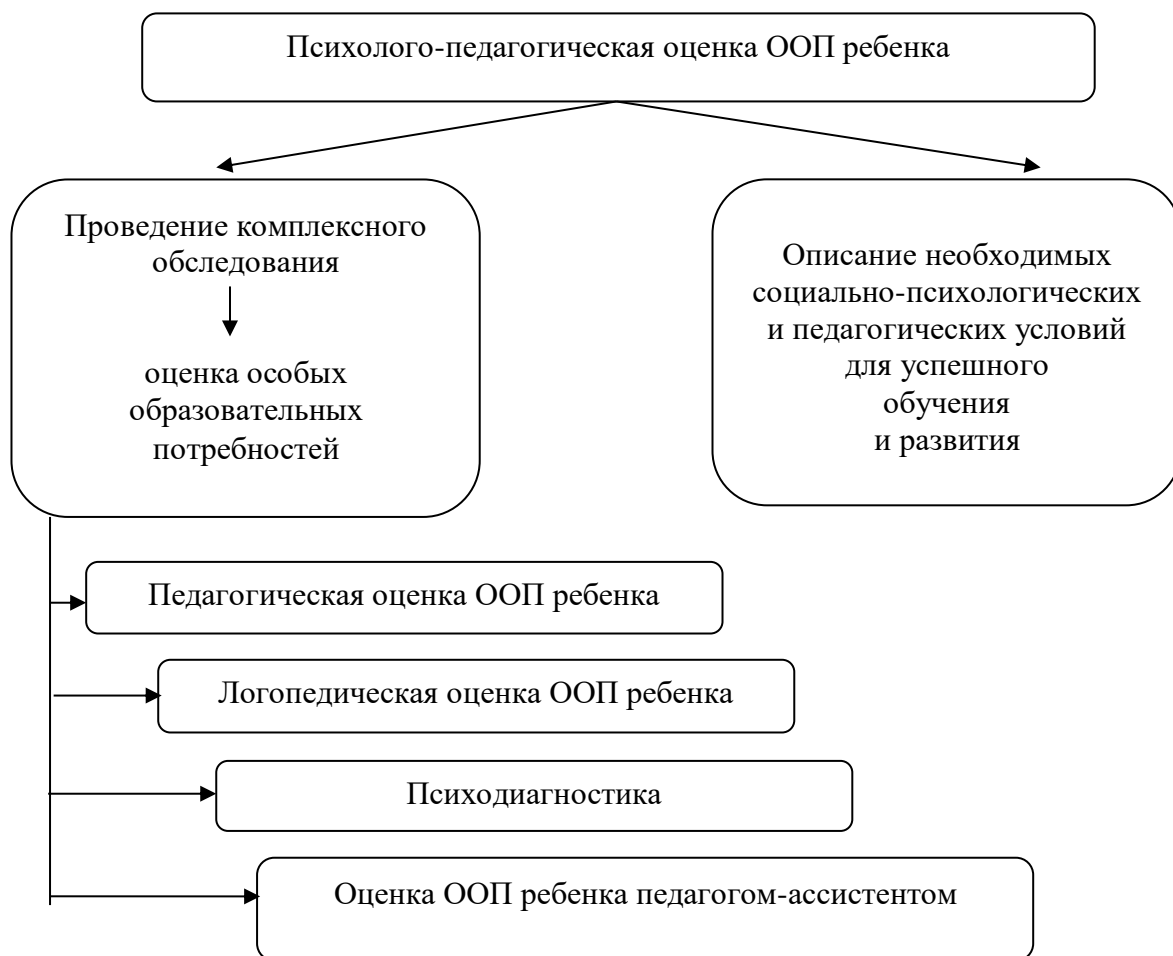 Психолого-педагогическая оценка ООП ребенка
Проведение комплексного
обследования
оценка особых
образовательных
потребностей
Описание необходимых
социально-психологических
и педагогических условий
для успешного
обучения
и развития
Педагогическая оценка ООП ребенка
Логопедическая оценка ООП ребенка
Психодиагностика
Оценка ООП ребенка педагогом-ассистентом